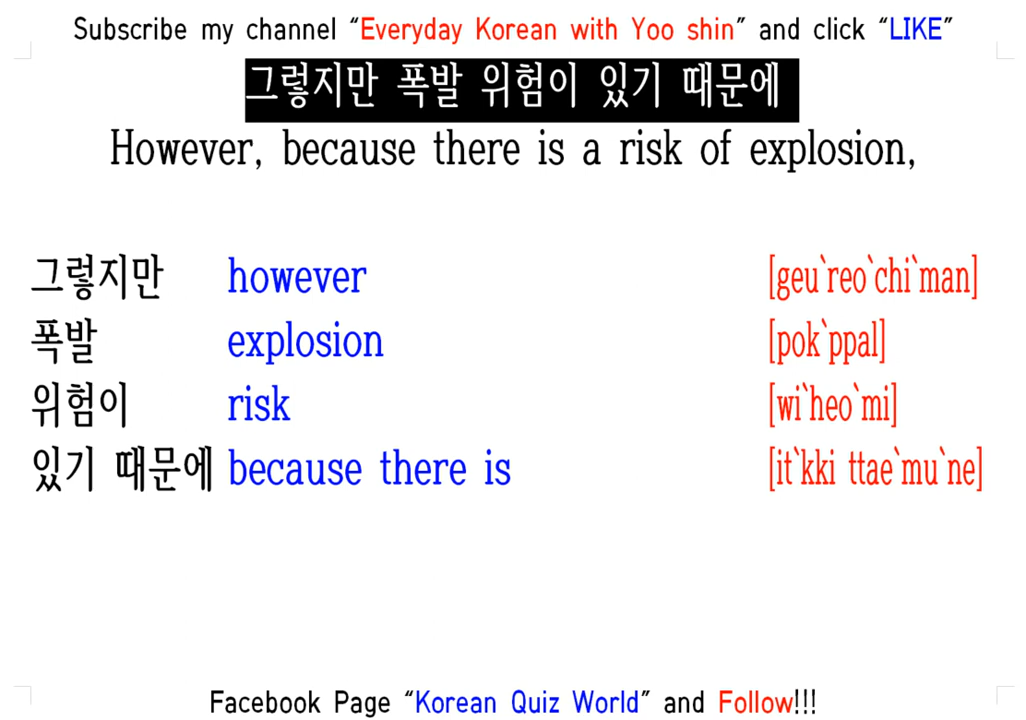 Subscribe my channel “Everyday Korean with Yoo shin” and click “LIKE”
그렇지만 폭발 위험이 있기 때문에
However, because there is a risk of explosion,
그렇지만 however [geu`reo`chi`man]
폭발 explosion [pok`ppal]
위험이 risk [wi`heo`mi]
있기 때문에 because there is [it`kki ttae`mu`ne]
Facebook Page “Korean Quiz World” and Follow!!!